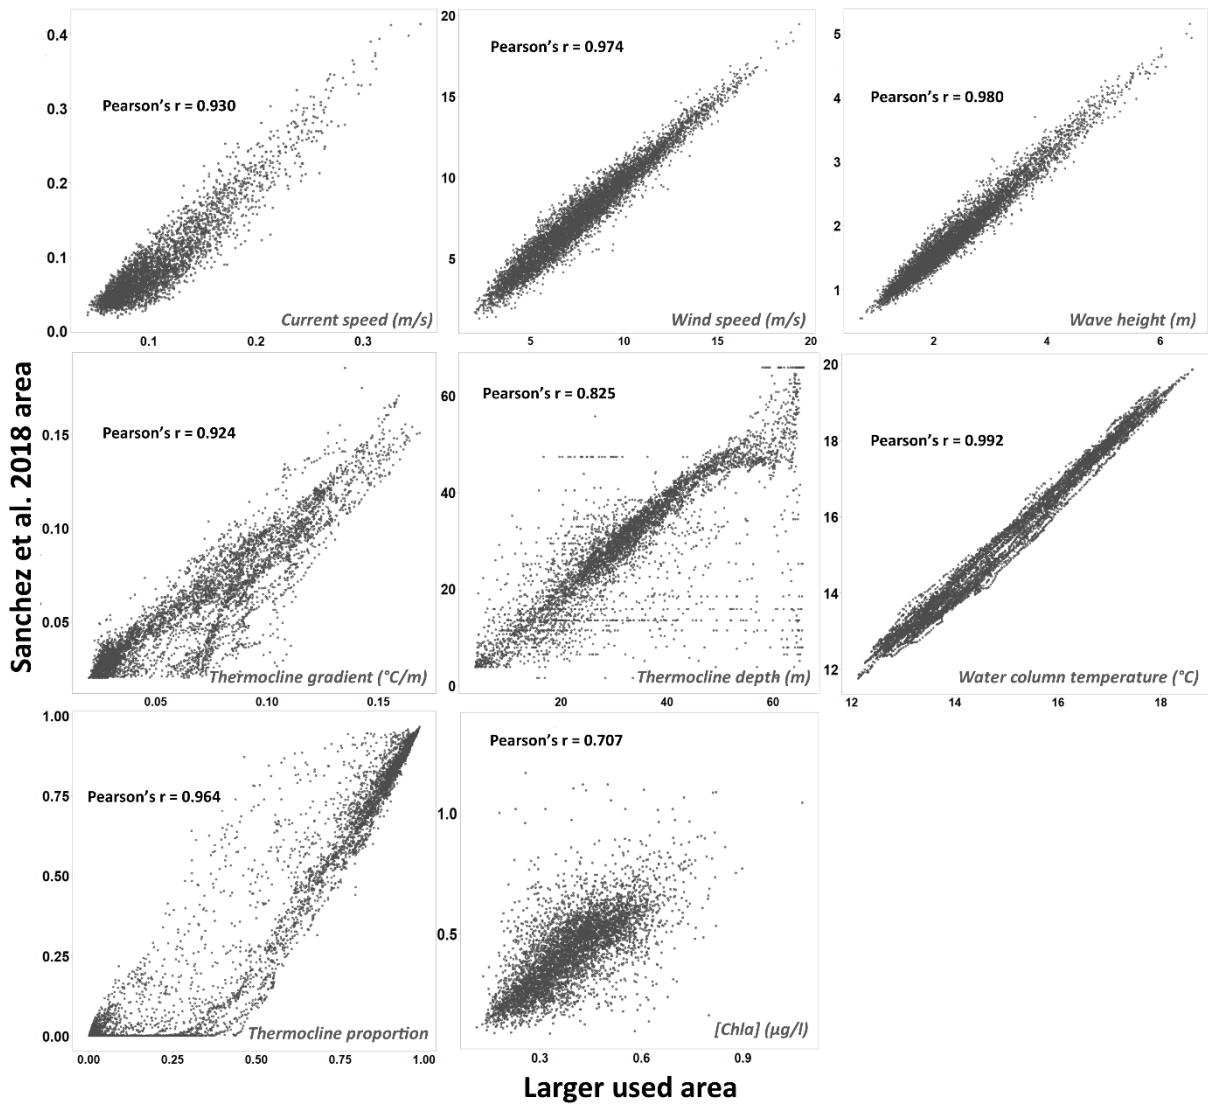 0.4
0.3
0.2
0.1
0.0
Pearson's r = 0.930
Current speed (m/s)
0.1 0.2 0.3
20
15
10
5
Pearson's r = 0.974
Wind speed (m/s)
5 10 15 20
5
4
3
2
1
Pearson's r = 0.980
Wave height (m)
2 4 6
Sanchez et al. 2018 area
0.15
0.10
0.05
Pearson's r = 0.924
Thermocline gradient (°C/m)
0.05 0.10 0.15
60
40
20
0
Pearson's r = 0.825
Thermocline depth (m)
20 40 60
20
18
16
14
12
Pearson's r = 0.992
Water column temperature (°C)
12 14 16 18
1.00
0.75
0.50
0.25
0.00
Pearson's r = 0.964
Thermocline proportion
0.00 0.25 0.50 0.75 1.00
1.0
0.5
Pearson's r = 0.707
[Chla] (µg/l)
0.3 0.6 0.9
Larger used area